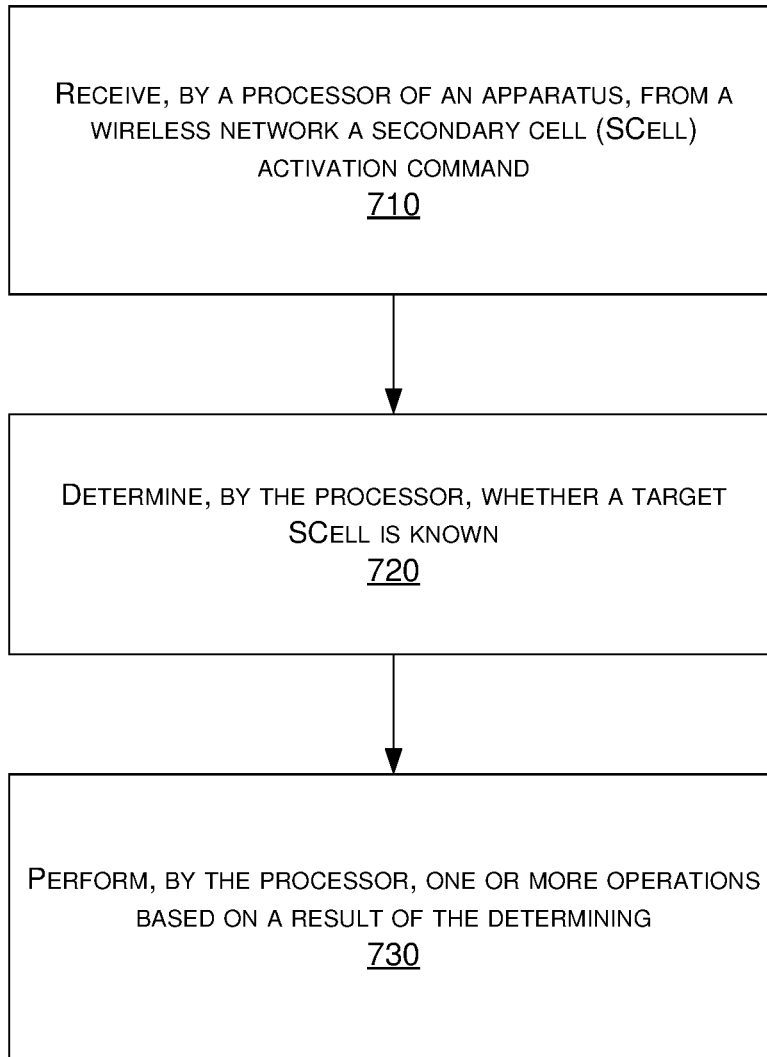 RECEIVE, BY A PROCESSOR OF AN APPARATUS, FROM A
WIRELESS NETWORK A SECONDARY CELL (SCELL)
ACTIVATION COMMAND
710
DETERMINE, BY THE PROCESSOR, WHETHER A TARGET
SCELL IS KNOWN
720
PERFORM, BY THE PROCESSOR, ONE OR MORE OPERATIONS
BASED ON A RESULT OF THE DETERMINING
730